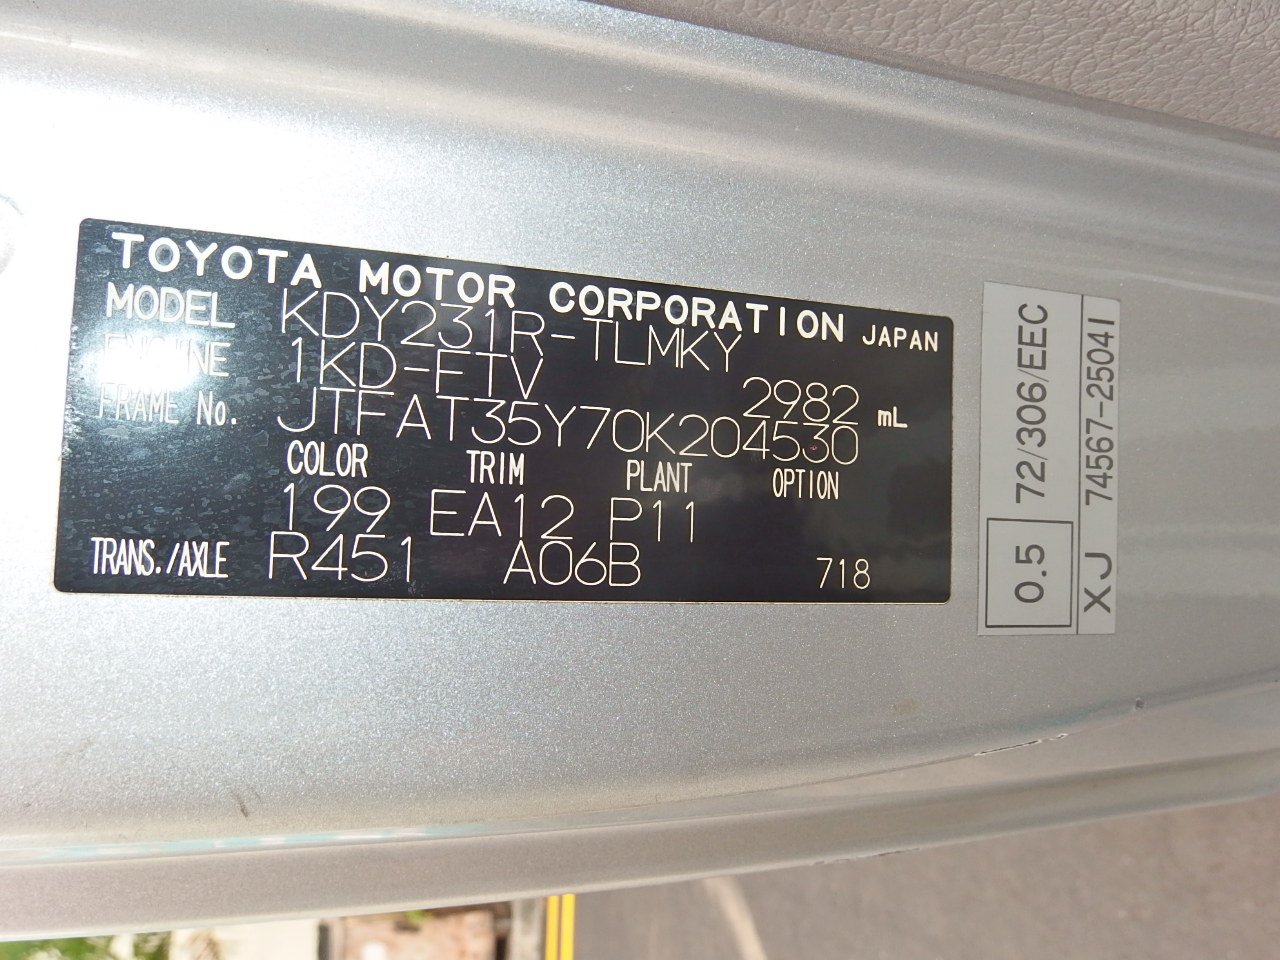 TOYOTA MOTOR CORPORATION JAPAN
MODEL KDY231R-TLMKY
ENGINE 1KD-FTV 2982 mL
FRAME No. JTFAT35Y70K204530
COLOR TRIM PLANT OPTION
199 EA12 P11
TRANS./AXLE R451 A06B 718
0.5 72/306/EEC
XJ 74567-25041